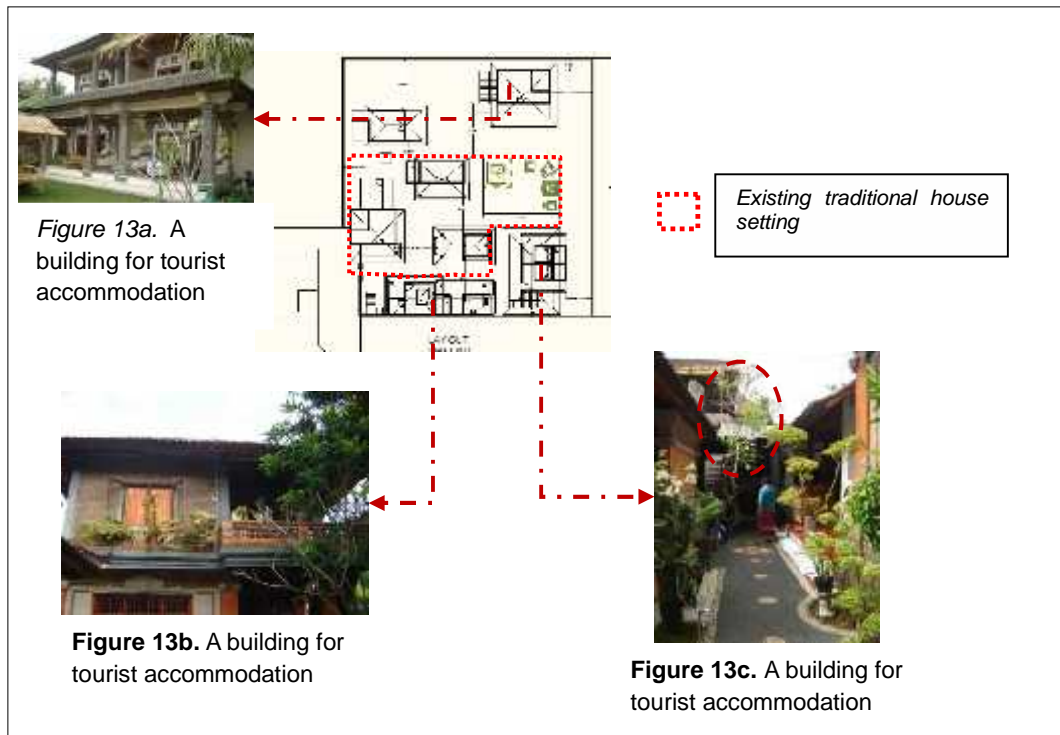 Figure 13a. A
building for tourist
accommodation
Existing traditional house
setting
LAYOUT
Figure 13b. A building for
tourist accommodation
Figure 13c. A building for
tourist accommodation